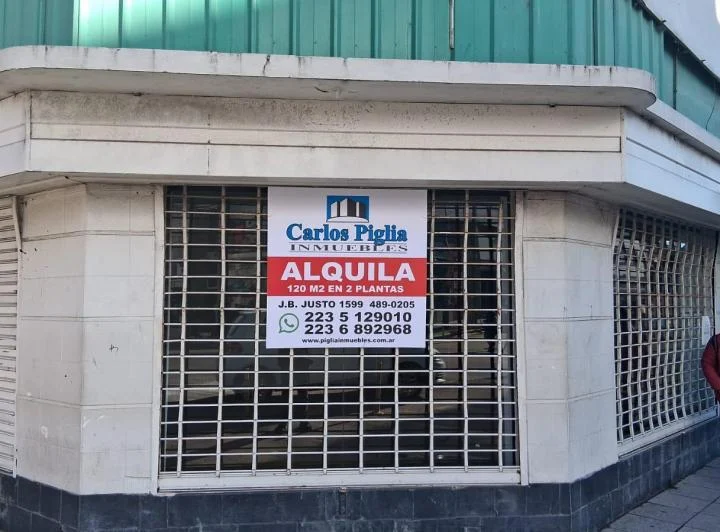 Carlos Piglia
INMUEBLES
ALQUILA
120 M2 EN 2 PLANTAS
J.B. JUSTO 1599 489-0205
223 5 129010
223 6 892968
www.pigliainmuebles.com.ar